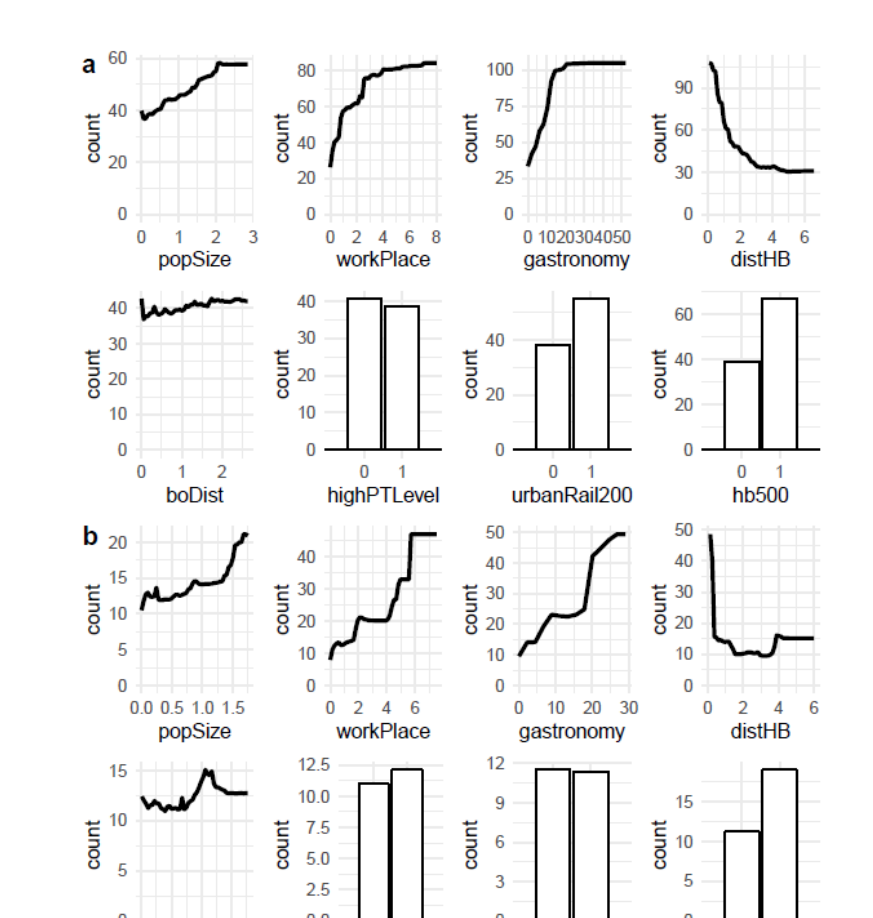 a
60
40
20
0
count
0 1 2 3
popSize
80
60
40
20
0
count
0 2 4 6 8
workPlace
100
75
50
25
0
count
0 1020304050
gastronomy
90
60
30
0
count
0 2 4 6
distHB
40
30
20
10
0
count
0 1 2
boDist
40
30
20
10
0
count
0 1
highPTLevel
40
20
0
count
0 1
urbanRail200
60
40
20
0
count
0 1
hb500
b
20
15
10
5
0
count
0.0 0.5 1.0 1.5
popSize
40
30
20
10
0
count
0 2 4 6
workPlace
50
40
30
20
10
0
count
0 10 20 30
gastronomy
50
40
30
20
10
0
count
0 2 4 6
distHB
15
10
5
count
12.5
10.0
7.5
5.0
2.5
count
12
9
6
3
count
15
10
5
count